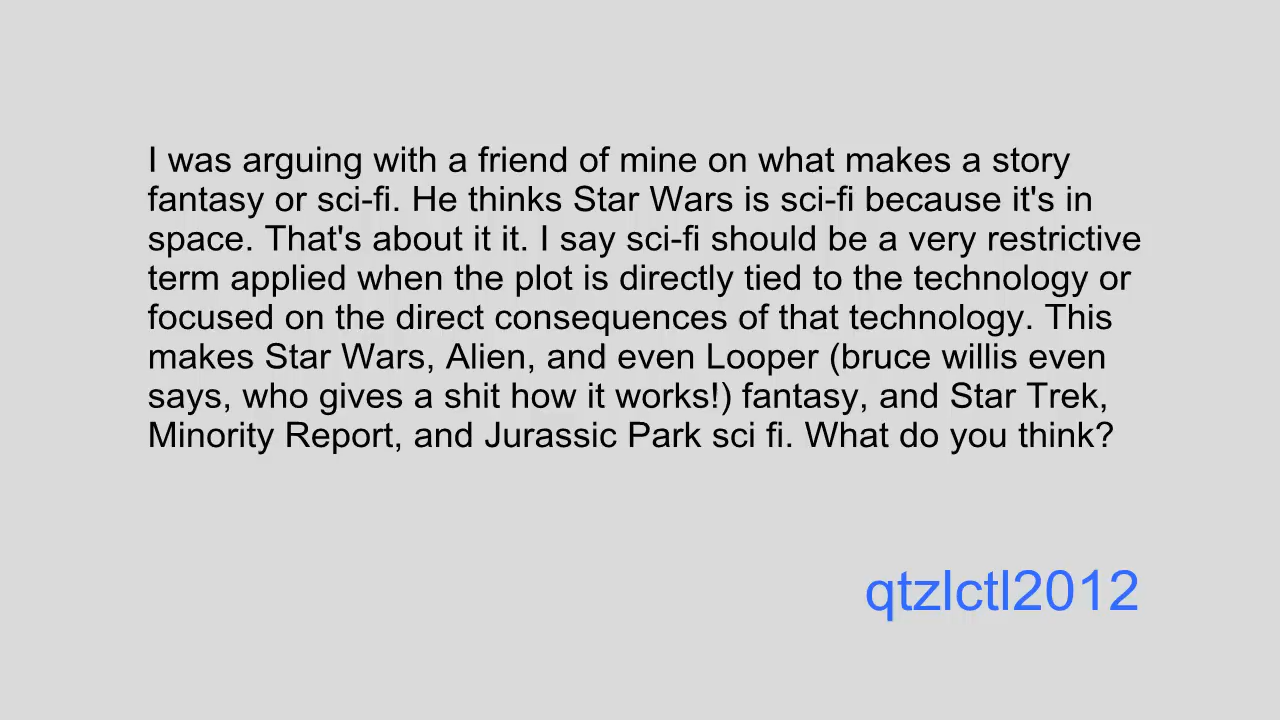 I was arguing with a friend of mine on what makes a story
fantasy or sci-fi. He thinks Star Wars is sci-fi because it's in
space. That's about it it. I say sci-fi should be a very restrictive
term applied when the plot is directly tied to the technology or
focused on the direct consequences of that technology. This
makes Star Wars, Alien, and even Looper (bruce willis even
says, who gives a shit how it works!) fantasy, and Star Trek,
Minority Report, and Jurassic Park sci fi. What do you think?
qtzlctl2012